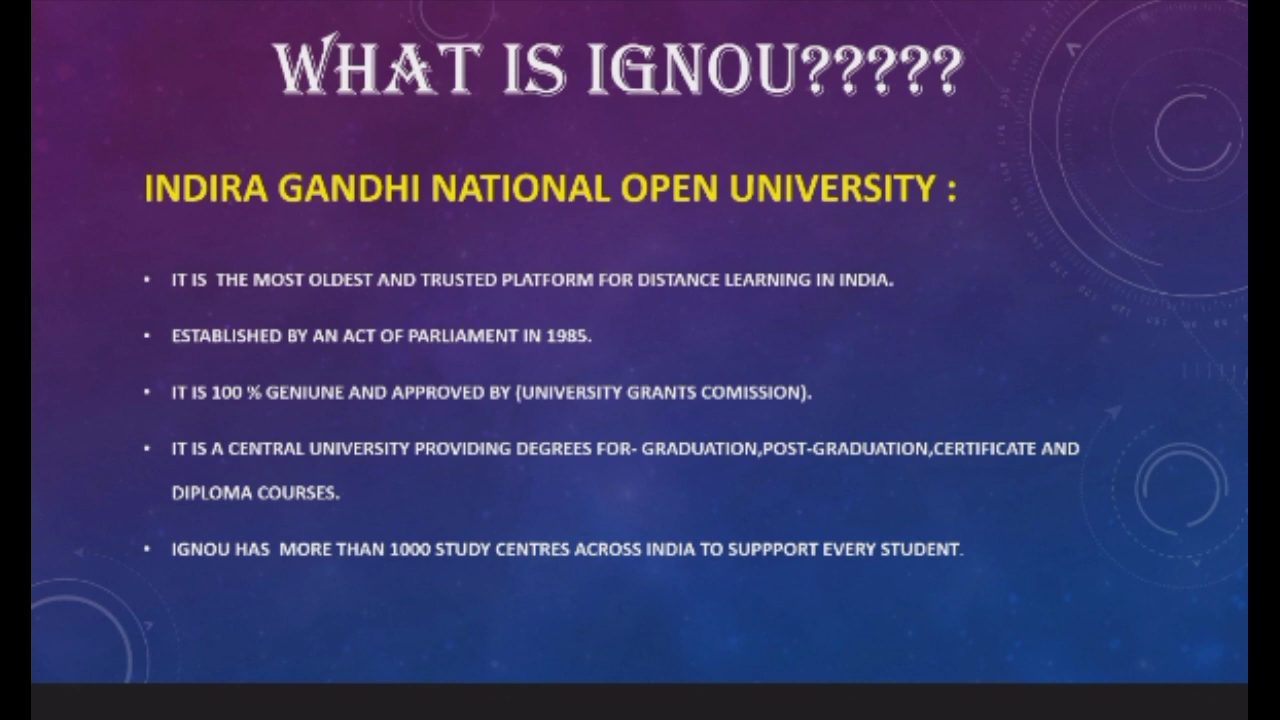 WHAT IS IGNOU?????
INDIRA GANDHI NATIONAL OPEN UNIVERSITY :
• IT IS THE MOST OLDEST AND TRUSTED PLATFORM FOR DISTANCE LEARNING IN INDIA.
• ESTABLISHED BY AN ACT OF PARLIAMENT IN 1985.
• IT IS 100 % GENIUNE AND APPROVED BY (UNIVERSITY GRANTS COMISSION).
• IT IS A CENTRAL UNIVERSITY PROVIDING DEGREES FOR- GRADUATION,POST-GRADUATION,CERTIFICATE AND
DIPLOMA COURSES.
• IGNOU HAS MORE THAN 1000 STUDY CENTRES ACROSS INDIA TO SUPPPORT EVERY STUDENT.